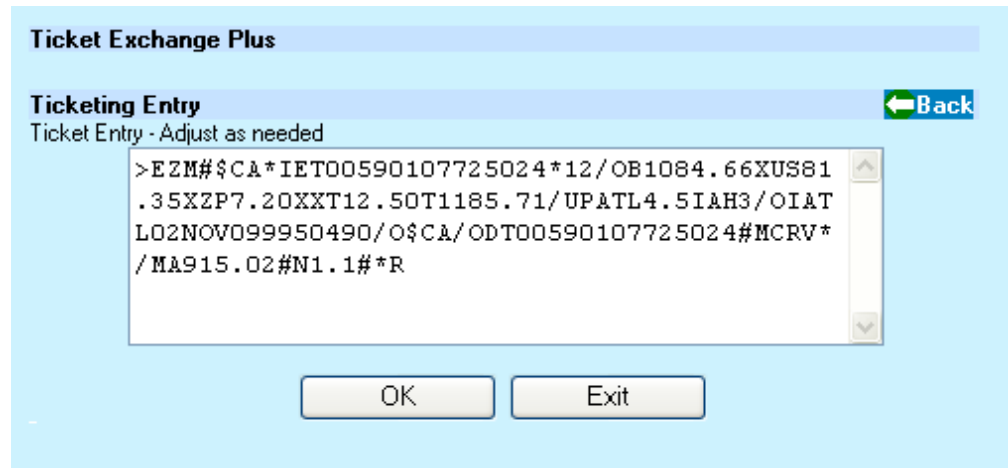 Ticket Exchange Plus
Ticketing Entry
Back
Ticket Entry - Adjust as needed
>EZM#$CA*IET00590107725024*12/OB1084.66XUS81
.35XZP7.20XXT12.50T1185.71/UPATL4.5IAH3/OIAT
L02NOV099950490/O$CA/ODT00590107725024#MCRV*
/MA915.02#N1.1#*R
OK
Exit